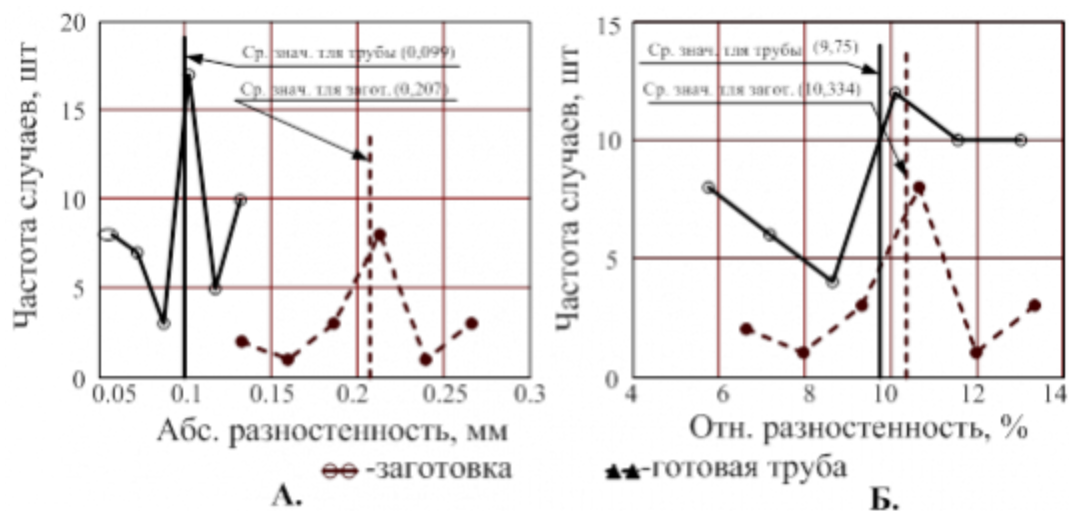 20
15
10
5
0
0.05
0.1
0.15
0.2
0.25
0.3
Частота случаев, шт
Ср. знач. тля трубы (0,099)
Ср. знач. тля загот. (0,207)
Абс. разностенность, мм
15
10
5
0
4
6
8
10
12
14
Частота случаев, шт
Ср. знач. тля трубы (9,75)
Ср. знач. тля загот. (10,334)
Отн. разностенность, %
-заготовка
-готовая труба
А.
Б.